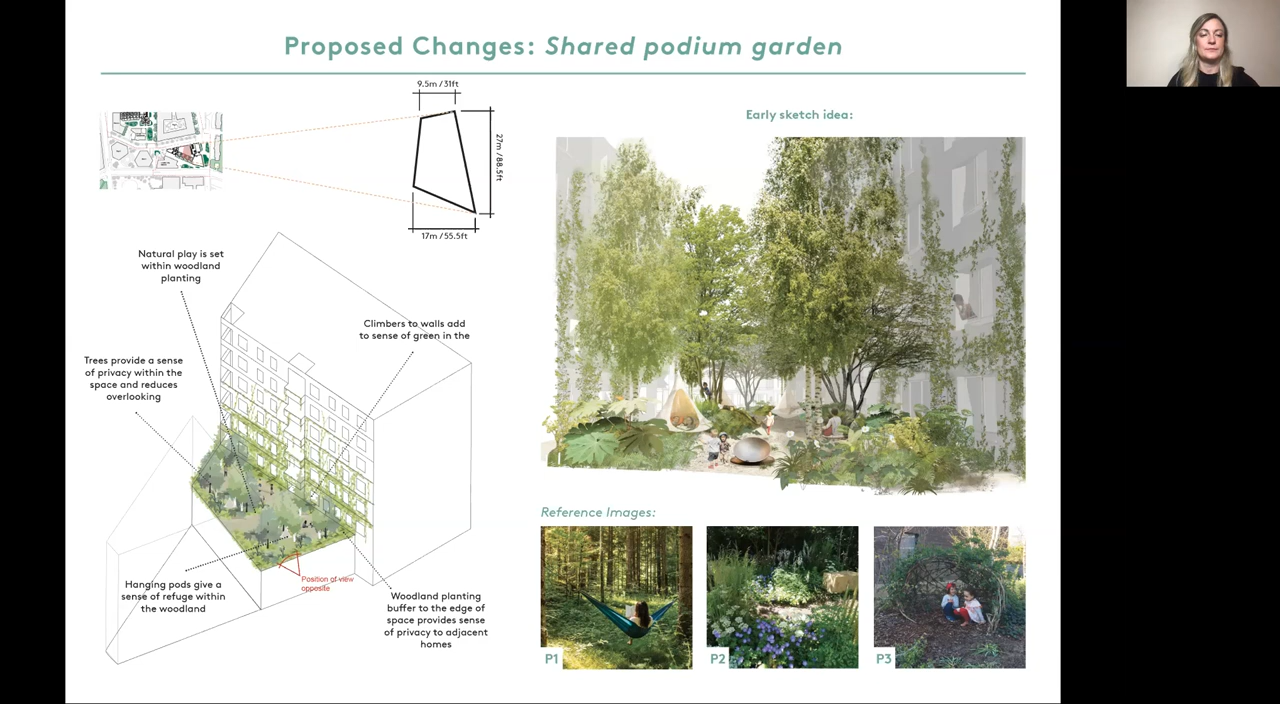 Proposed Changes: Shared podium garden
9.5m / 31ft
27m / 88.5ft
17m / 55.5ft
Early sketch idea:
Natural play is set
within woodland
planting
Climbers to walls add
to sense of green in the
Trees provide a sense
of privacy within the
space and reduces
overlooking
Hanging pods give a
sense of refuge within
the woodland
Position of view
opposite
Woodland planting
buffer to the edge of
space provides sense
of privacy to adjacent
homes
Reference Images:
P1
P2
P3